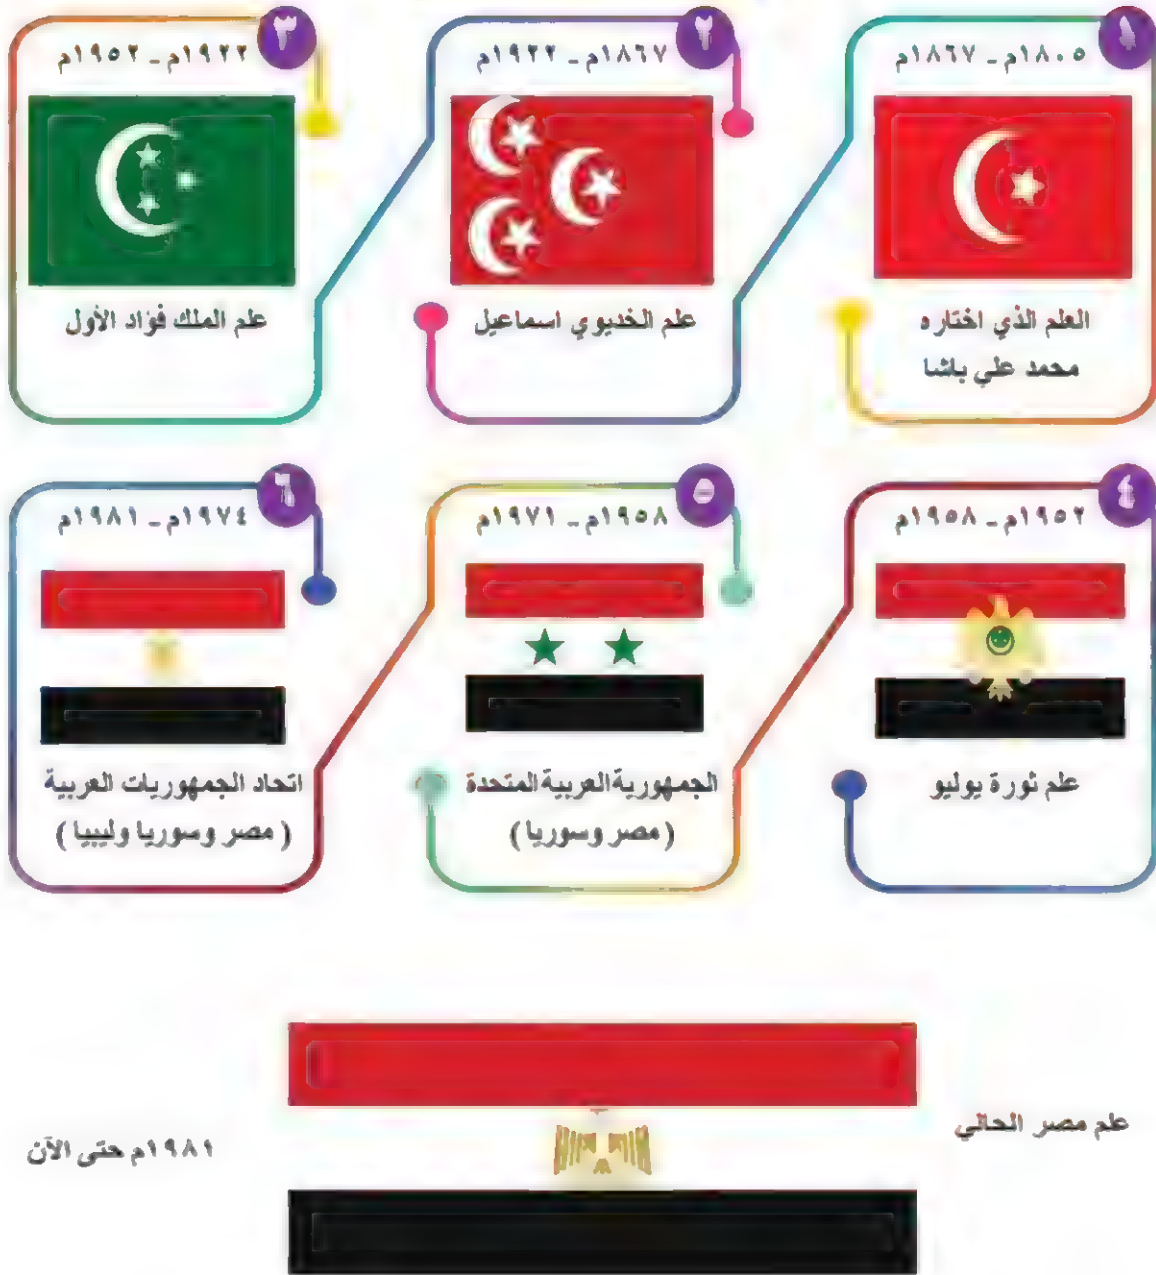 ١
١٨٠٥م - ١٨٦٧م
العلم الذي اختاره
محمد علي باشا
٢
١٨٦٧م - ١٩٢٢م
علم الخديوي اسماعيل
٣
١٩٢٢م - ١٩٥٢م
علم الملك فؤاد الأول
٤
١٩٥٢م - ١٩٥٨م
علم ثورة يوليو
٥
١٩٥٨م - ١٩٧١م
الجمهورية العربية المتحدة
(مصر وسوريا)
٦
١٩٧٤م - ١٩٨١م
اتحاد الجمهوريات العربية
(مصر وسوريا وليبيا)
علم مصر الحالي
١٩٨١م حتى الآن